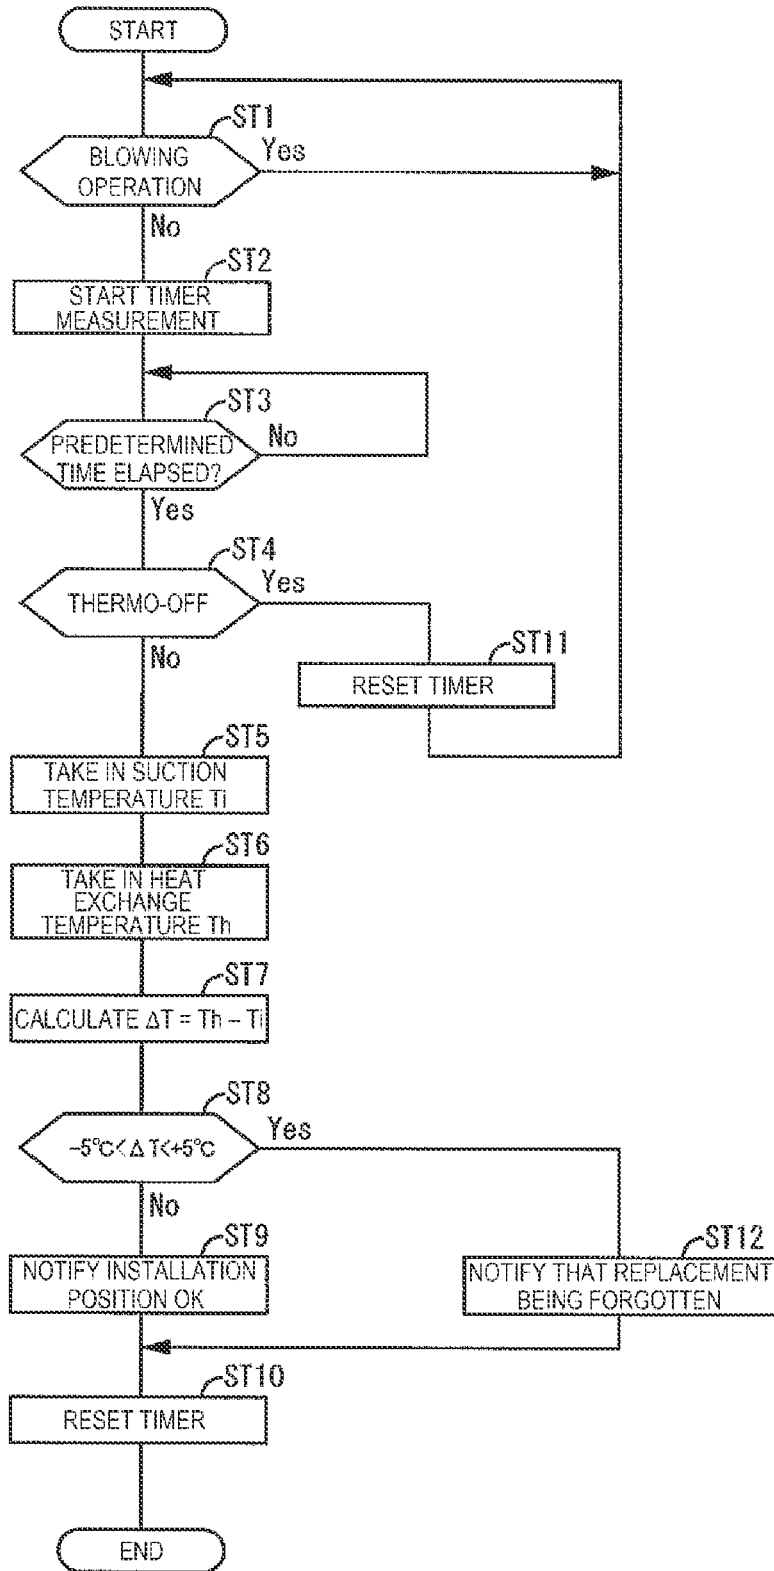 START
ST1
BLOWING
OPERATION
Yes
No
ST2
START TIMER
MEASUREMENT
ST3
PREDETERMINED
TIME ELAPSED?
No
Yes
ST4
THERMO-OFF
Yes
No
ST11
RESET TIMER
ST5
TAKE IN SUCTION
TEMPERATURE Ti
ST6
TAKE IN HEAT
EXCHANGE
TEMPERATURE Th
ST7
CALCULATE ΔT = Th – Ti
ST8
–5°C<ΔT<+5°C
Yes
No
ST9
NOTIFY INSTALLATION
POSITION OK
ST12
NOTIFY THAT REPLACEMENT
BEING FORGOTTEN
ST10
RESET TIMER
END